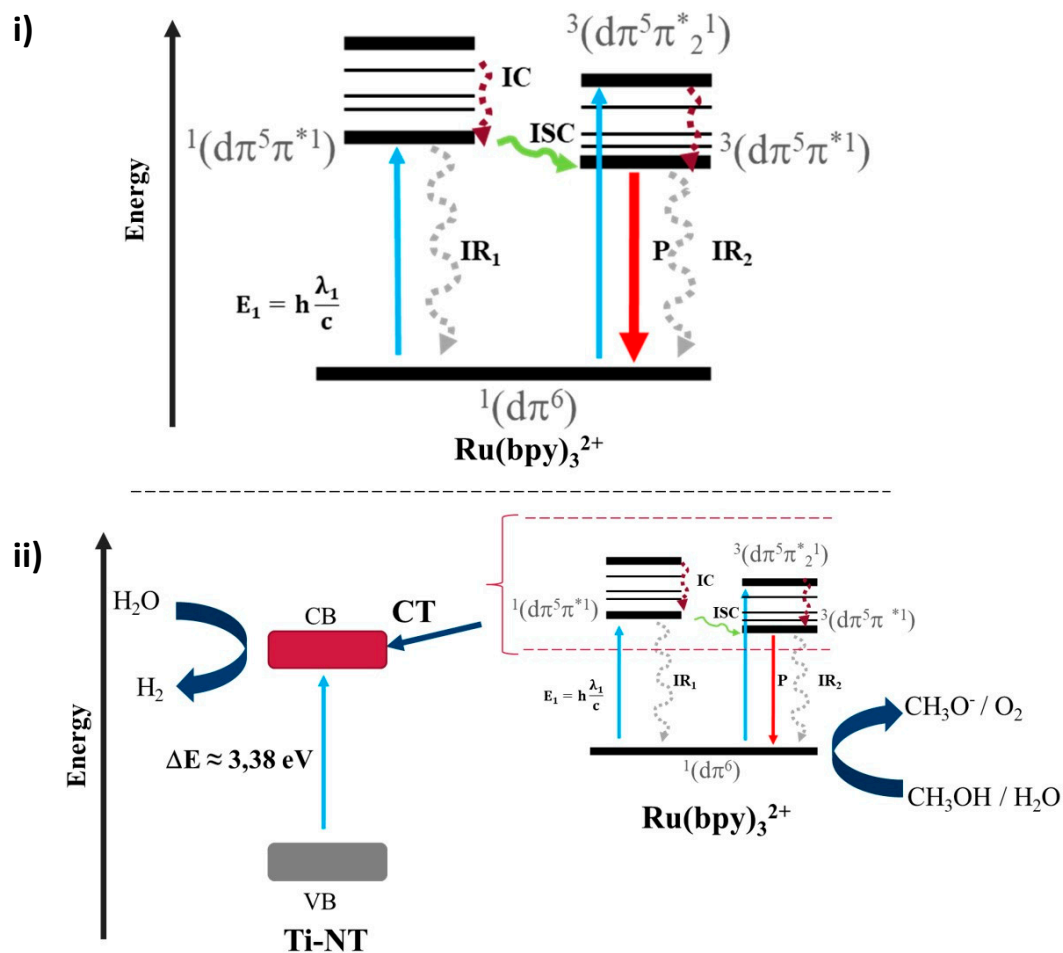 i)
Energy
³(dπ⁵π*₂¹)
IC
ISC
¹(dπ⁵π*¹)
³(dπ⁵π*¹)
IR₁
P
IR₂
E₁ = h λ₁/c
¹(dπ⁶)
Ru(bpy)₃²⁺
ii)
Energy
H₂O
H₂
CB
CT
ΔE ≈ 3,38 eV
VB
Ti-NT
³(dπ⁵π*₂¹)
IC
ISC
¹(dπ⁵π*¹)
³(dπ⁵π*¹)
IR₁
P
IR₂
E₁ = h λ₁/c
¹(dπ⁶)
Ru(bpy)₃²⁺
CH₃O⁻ / O₂
CH₃OH / H₂O